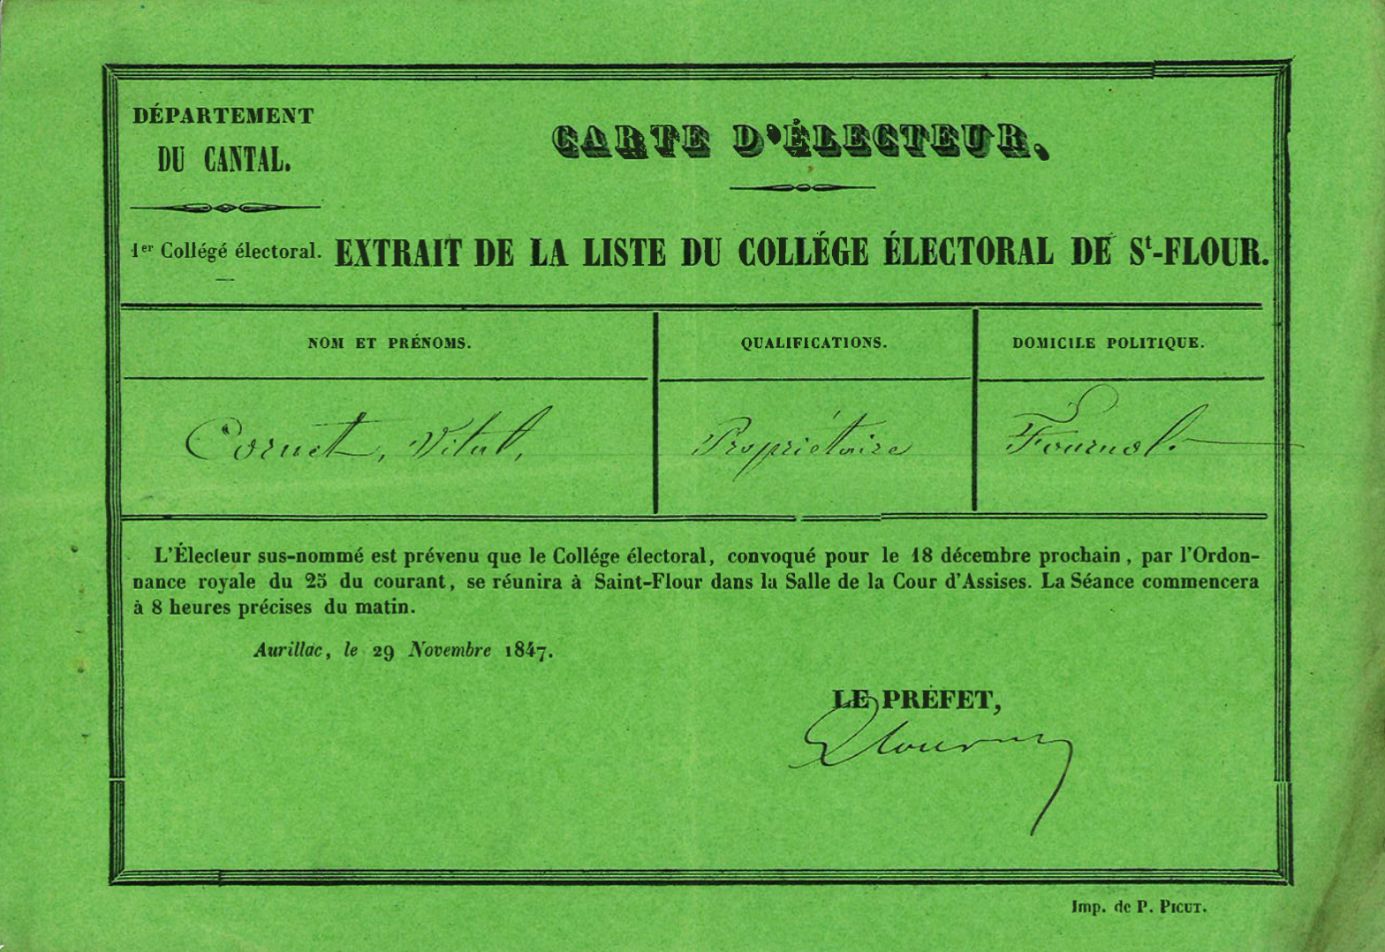 DÉPARTEMENT
DU CANTAL.
CARTE D'ÉLECTEUR.
1er Collégé électoral.
EXTRAIT DE LA LISTE DU COLLÉGE ÉLECTORAL DE St-FLOUR.
NOM ET PRÉNOMS.
QUALIFICATIONS.
DOMICILE POLITIQUE.
Cornet, Vital,
Propriétaire
Fournol.
L'Électeur sus-nommé est prévenu que le Collége électoral, convoqué pour le 18 décembre prochain, par l'Ordon-
nance royale du 25 du courant, se réunira à Saint-Flour dans la Salle de la Cour d'Assises. La Séance commencera
à 8 heures précises du matin.
Aurillac, le 29 Novembre 1847.
LE PRÉFET,
Imp. de P. PICUT.